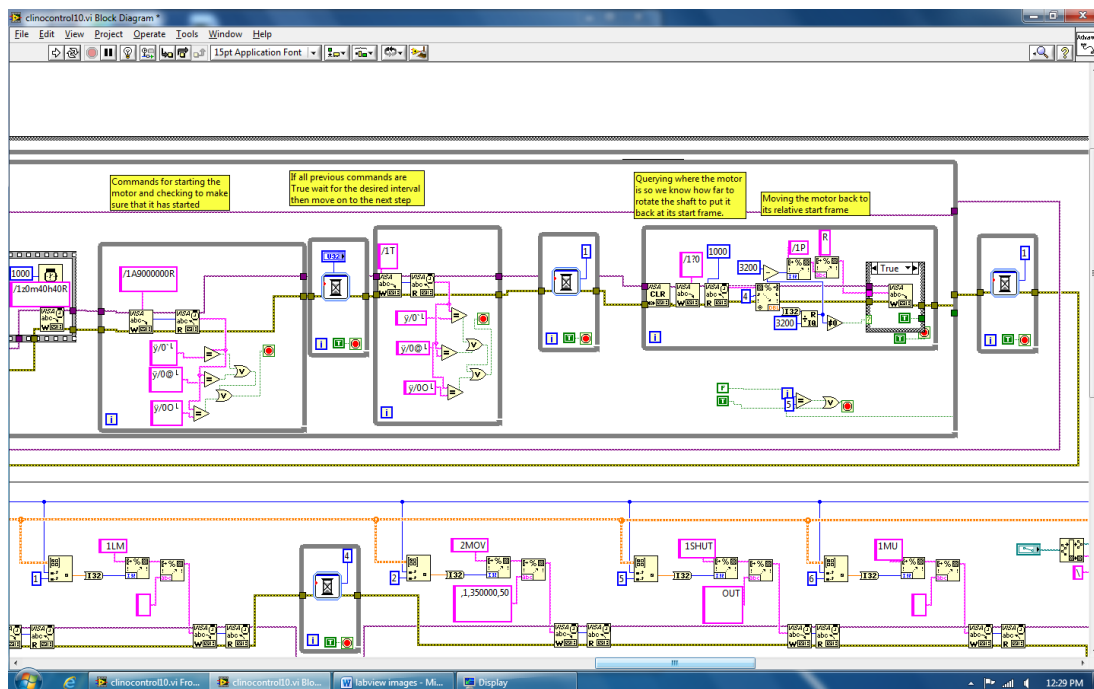 clinocontrol10.vi Block Diagram *
File Edit View Project Operate Tools Window Help
15pt Application Font
Commands for starting the
motor and checking to make
sure that it has started
If all previous commands are
True wait for the desired interval
then move on to the next step
Querying where the motor
is so we know how far to
rotate the shaft to put it
back at its start frame.
Moving the motor back to
its relative start frame
1000
/1z0m40h40R
/1A9000000R
U32
/1T
1
/1?0
1000
3200
/1P
R
True
1
4
I32
3200
F
T
i
5
1LM
1
I32
4
2MOV
2
I32
,1,350000,50
1SHUT
5
I32
OUT
1MU
6
I32
clinocontrol10.vi Fro...
clinocontrol10.vi Blo...
labview images - Mi...
Display
12:29 PM